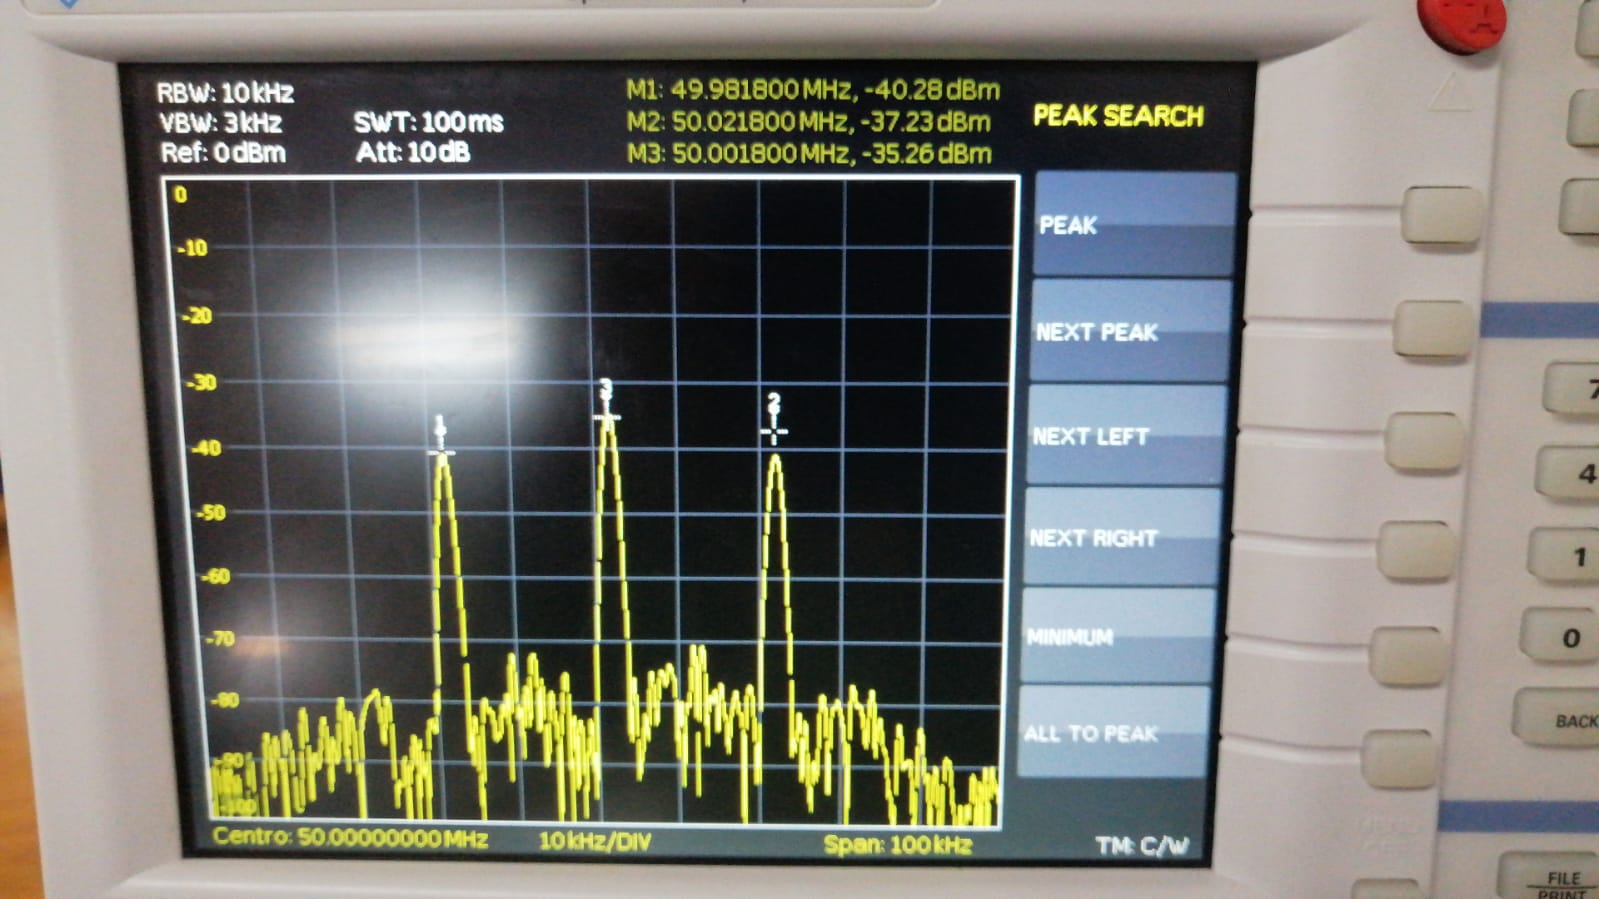 RBW: 10 kHz
VBW: 3 kHz
SWT: 100 ms
Ref: 0 dBm
Att: 10 dB
M1: 49.981800 MHz, -40.28 dBm
M2: 50.021800 MHz, -37.23 dBm
M3: 50.001800 MHz, -35.26 dBm
PEAK SEARCH
0
-10
-20
-30
-40
-50
-60
-70
-80
-90
-100
1
3
2
PEAK
NEXT PEAK
NEXT LEFT
NEXT RIGHT
MINIMUM
ALL TO PEAK
Centro: 50.00000000 MHz
10 kHz/DIV
Span: 100 kHz
TM: C/W
7
4
1
0
BACK
FILE
PRINT